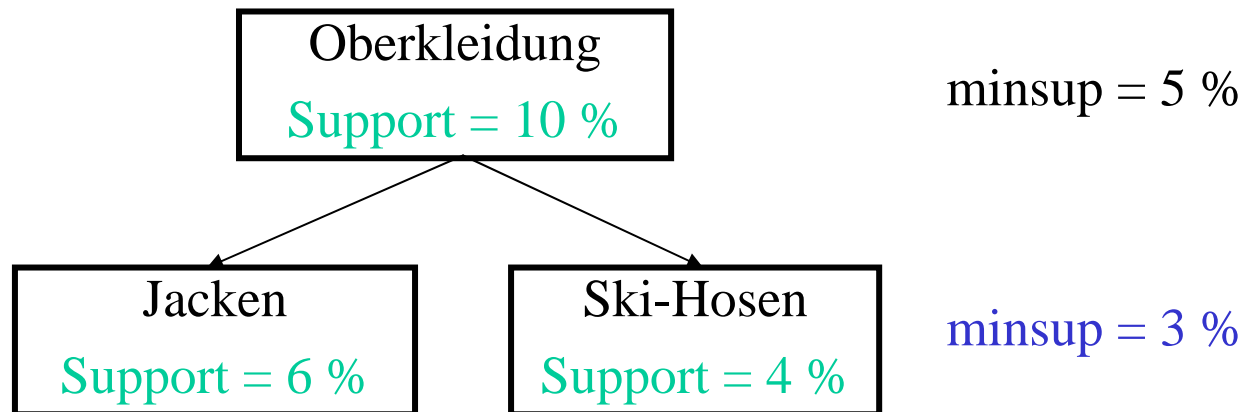 Oberkleidung
Support = 10 %
minsup = 5 %
Jacken
Support = 6 %
Ski-Hosen
Support = 4 %
minsup = 3 %